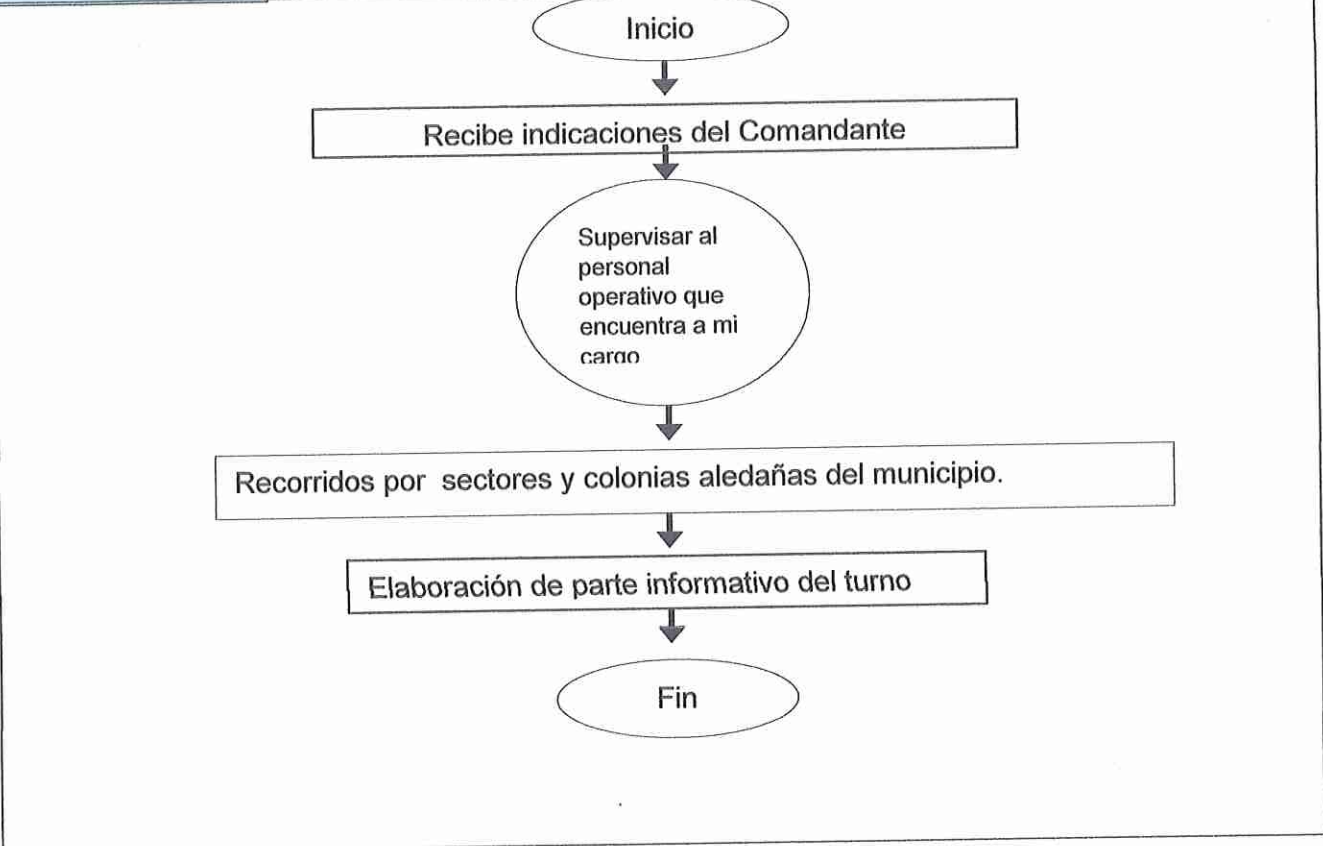 Inicio
Recibe indicaciones del Comandante
Supervisar al
personal
operativo que
encuentra a mi
cargo
Recorridos por sectores y colonias aledañas del municipio.
Elaboración de parte informativo del turno
Fin